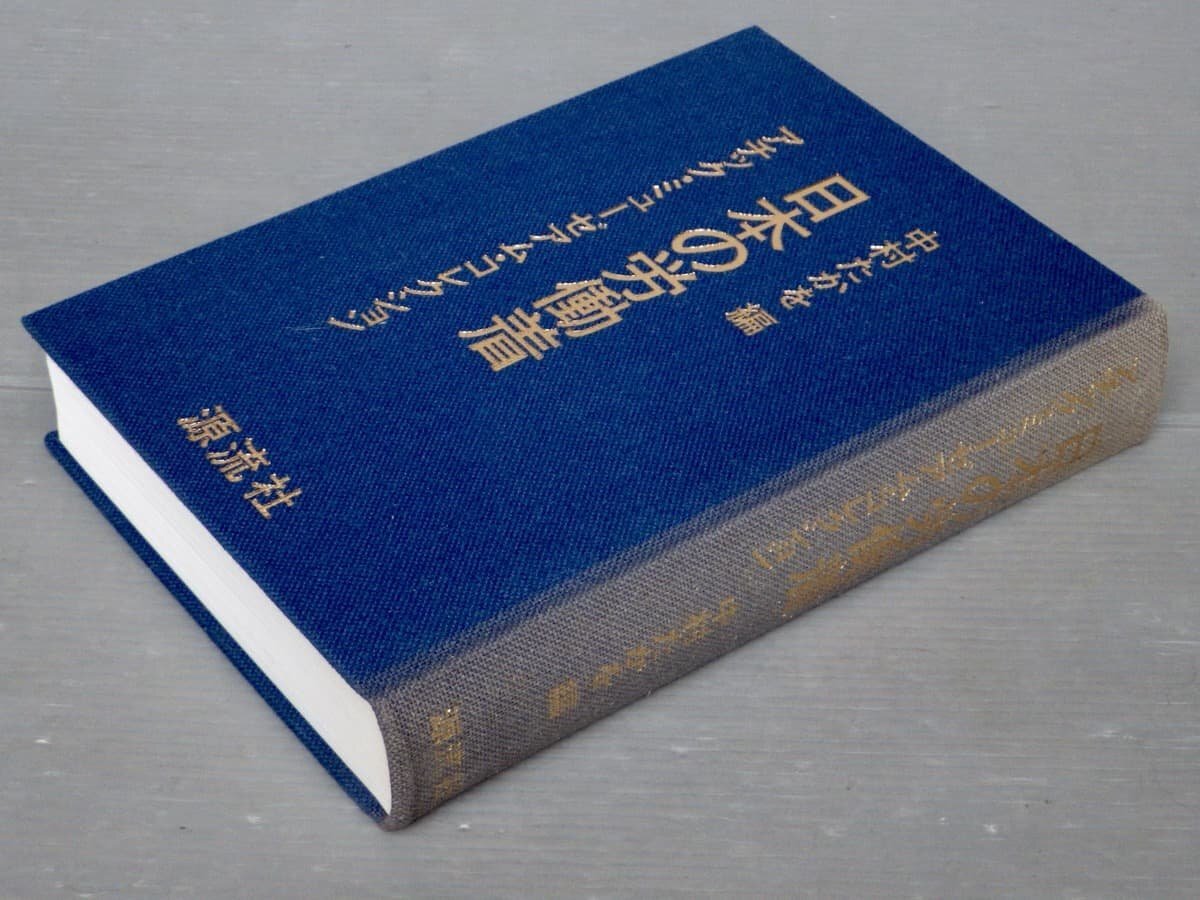 中村たかを編
日本の労働着
アチック・ミューゼアム・コレクション
源流社
アチック・ミューゼアム・コレクション
日本の労働着
中村たかを編
源流社